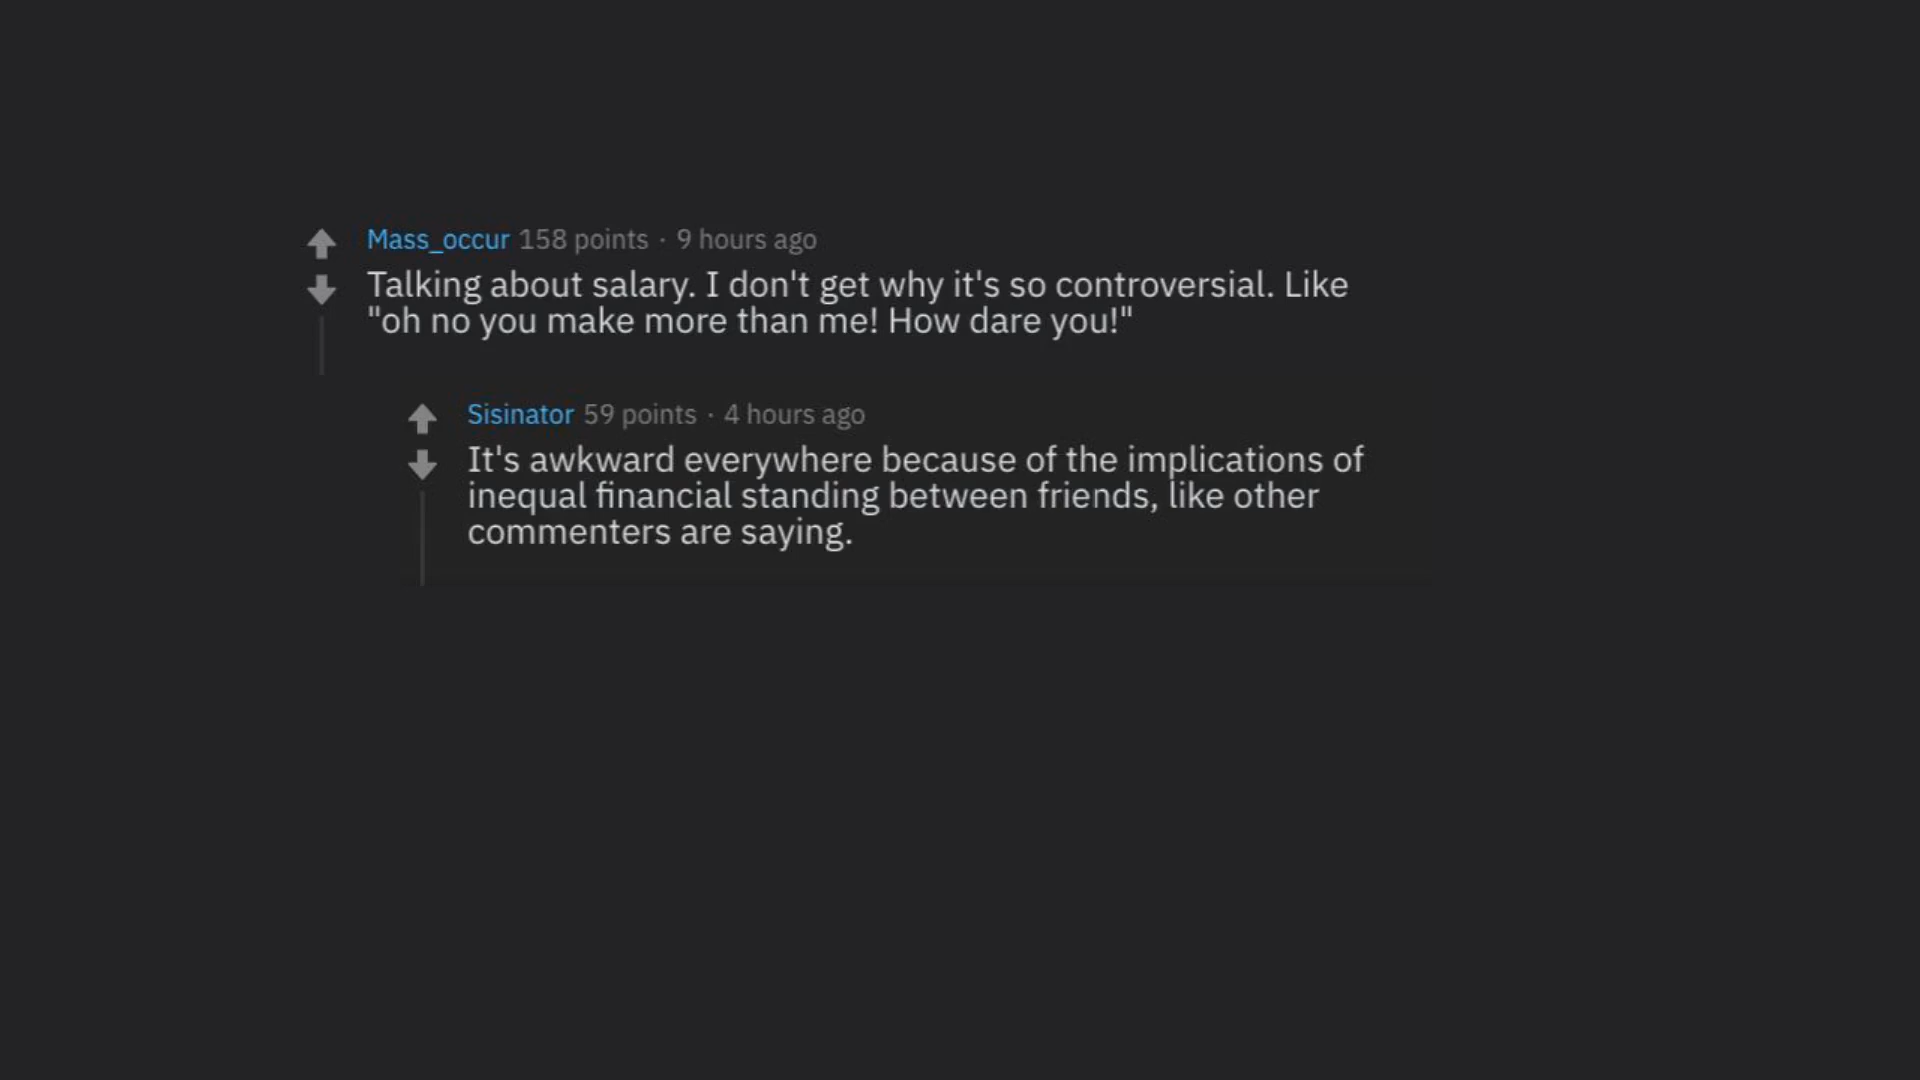 Mass_occur 158 points · 9 hours ago
Talking about salary. I don't get why it's so controversial. Like
"oh no you make more than me! How dare you!"
Sisinator 59 points · 4 hours ago
It's awkward everywhere because of the implications of
inequal financial standing between friends, like other
commenters are saying.